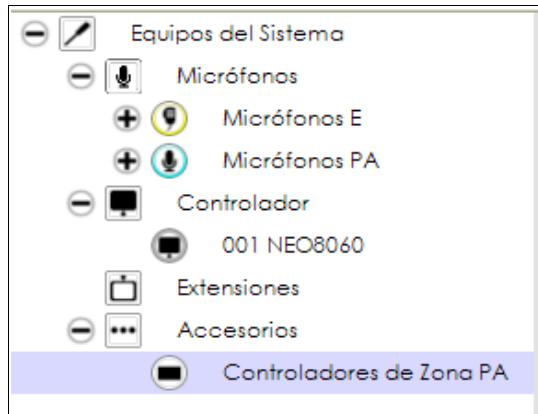 Equipos del Sistema
Micrófonos
Micrófonos E
Micrófonos PA
Controlador
001 NEO8060
Extensiones
Accesorios
Controladores de Zona PA